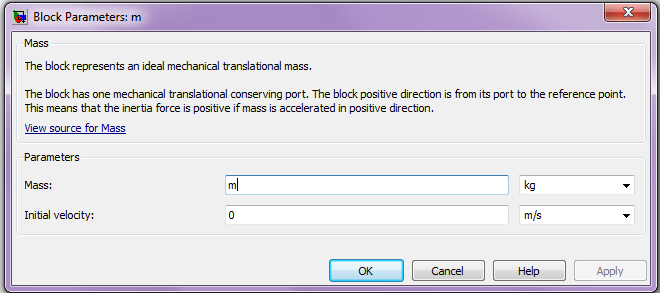 Block Parameters: m
Mass
The block represents an ideal mechanical translational mass.
The block has one mechanical translational conserving port. The block positive direction is from its port to the reference point.
This means that the inertia force is positive if mass is accelerated in positive direction.
View source for Mass
Parameters
Mass: m kg
Initial velocity: 0 m/s
OK Cancel Help Apply